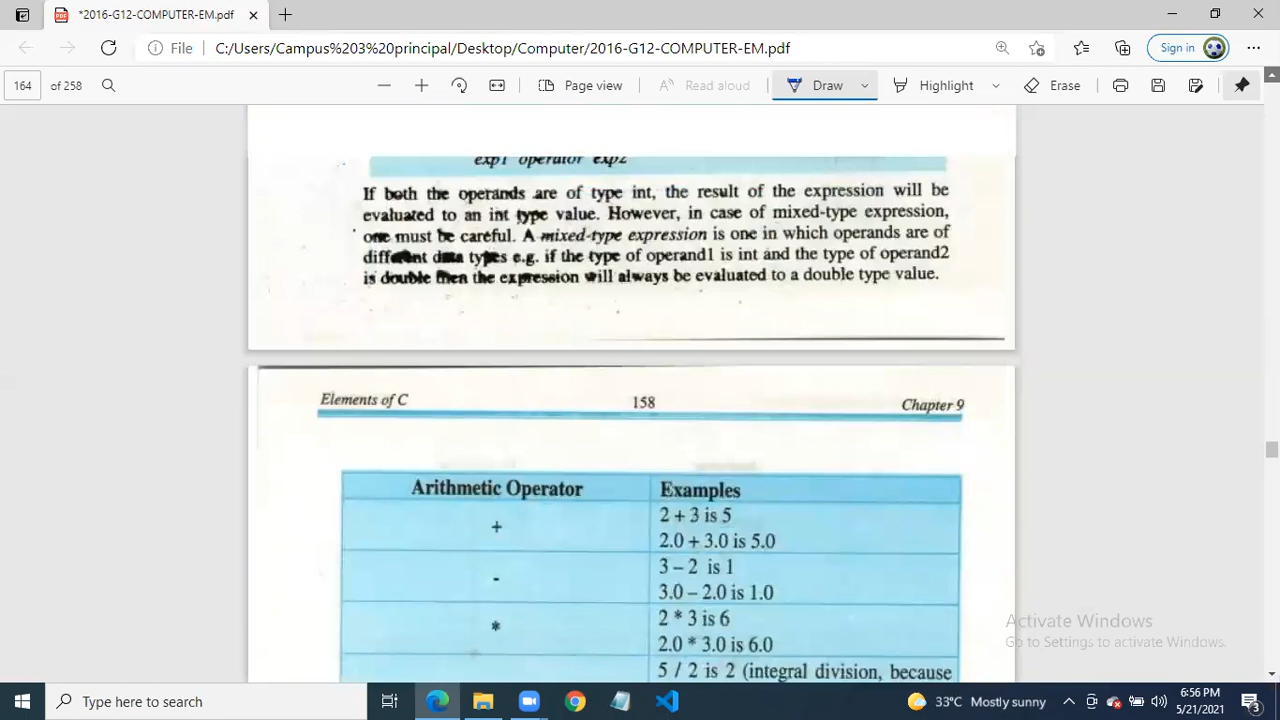 *2016-G12-COMPUTER-EM.pdf
File C:/Users/Campus%203%20principal/Desktop/Computer/2016-G12-COMPUTER-EM.pdf
Sign in
164 of 258
Page view
Read aloud
Draw
Highlight
Erase
exp1 operator exp2
If both the operands are of type int, the result of the expression will be
evaluated to an int type value. However, in case of mixed-type expression,
one must be careful. A mixed-type expression is one in which operands are of
different data types e.g. if the type of operand1 is int and the type of operand2
is double then the expression will always be evaluated to a double type value.
Elements of C 158 Chapter 9
Arithmetic Operator Examples
+ 2 + 3 is 5
2.0 + 3.0 is 5.0
- 3 – 2 is 1
3.0 – 2.0 is 1.0
* 2 * 3 is 6
2.0 * 3.0 is 6.0
5 / 2 is 2 (integral division, because
Activate Windows
Go to Settings to activate Windows.
Type here to search
33°C Mostly sunny
6:56 PM
5/21/2021
3